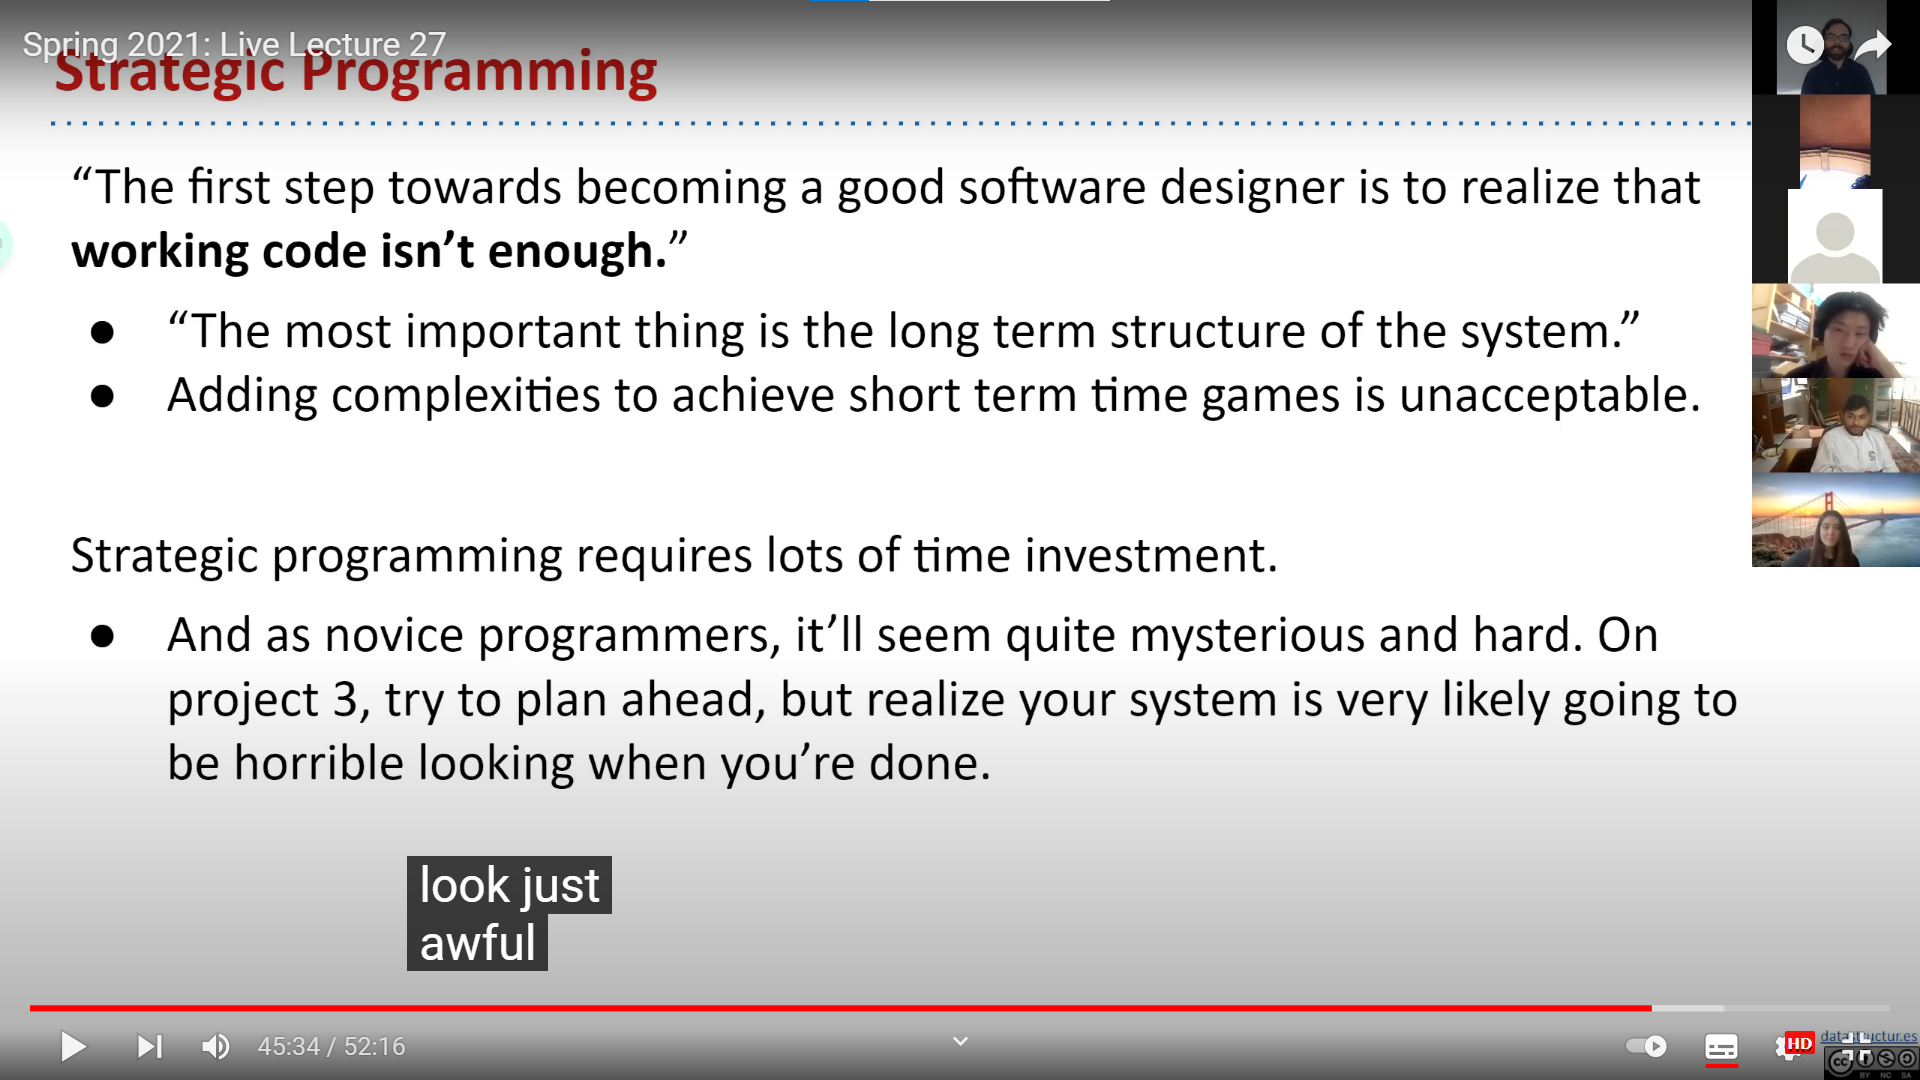 Spring 2021: Live Lecture 27
Strategic Programming
“The first step towards becoming a good software designer is to realize that
working code isn’t enough.”
● “The most important thing is the long term structure of the system.”
● Adding complexities to achieve short term time games is unacceptable.
Strategic programming requires lots of time investment.
● And as novice programmers, it’ll seem quite mysterious and hard. On
project 3, try to plan ahead, but realize your system is very likely going to
be horrible looking when you’re done.
look just
awful
45:34 / 52:16
HD
datastructur.es
cc
BY NC SA